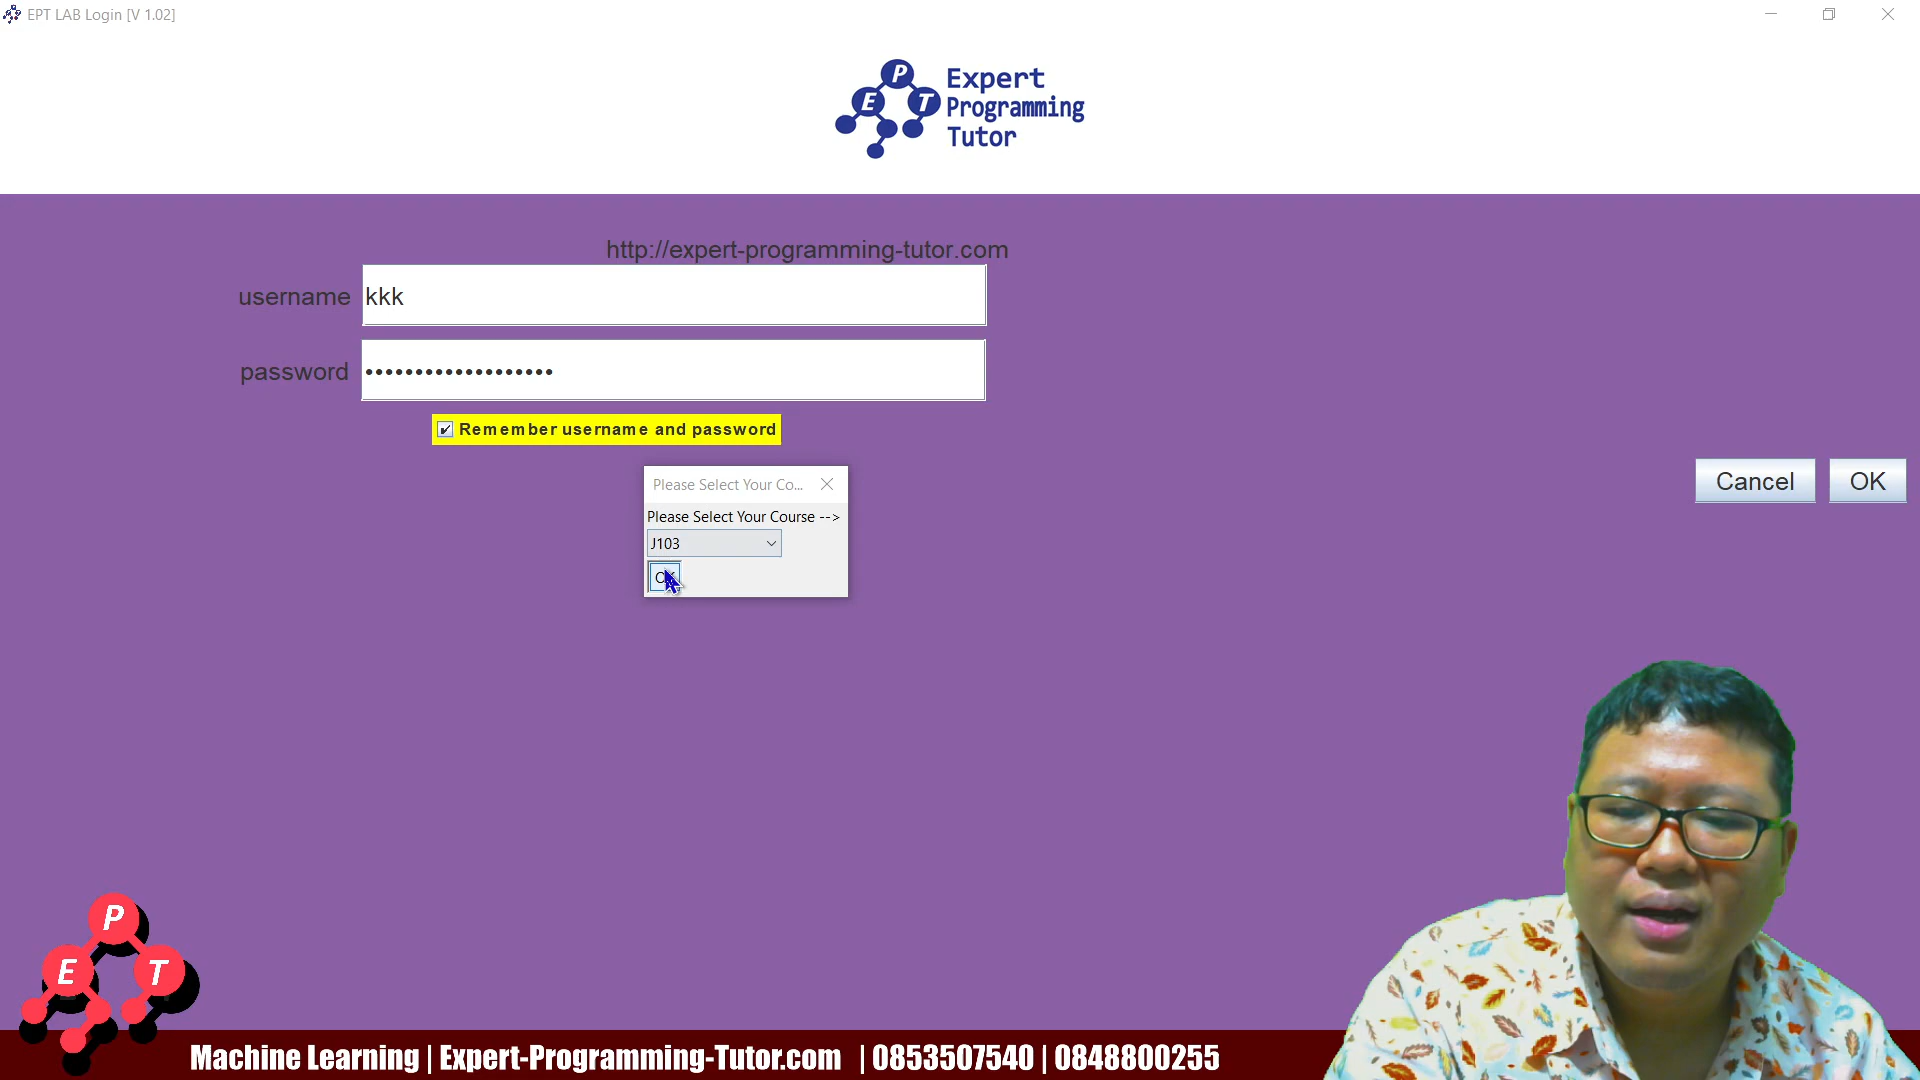 EPT LAB Login [V 1.02]
P
E
T
Expert
Programming
Tutor
http://expert-programming-tutor.com
username
kkk
password
•••••••••••••••••••
Remember username and password
Please Select Your Co...
Please Select Your Course -->
J103
Cancel
OK
P
E
T
Machine Learning | Expert-Programming-Tutor.com | 0853507540 | 0848800255